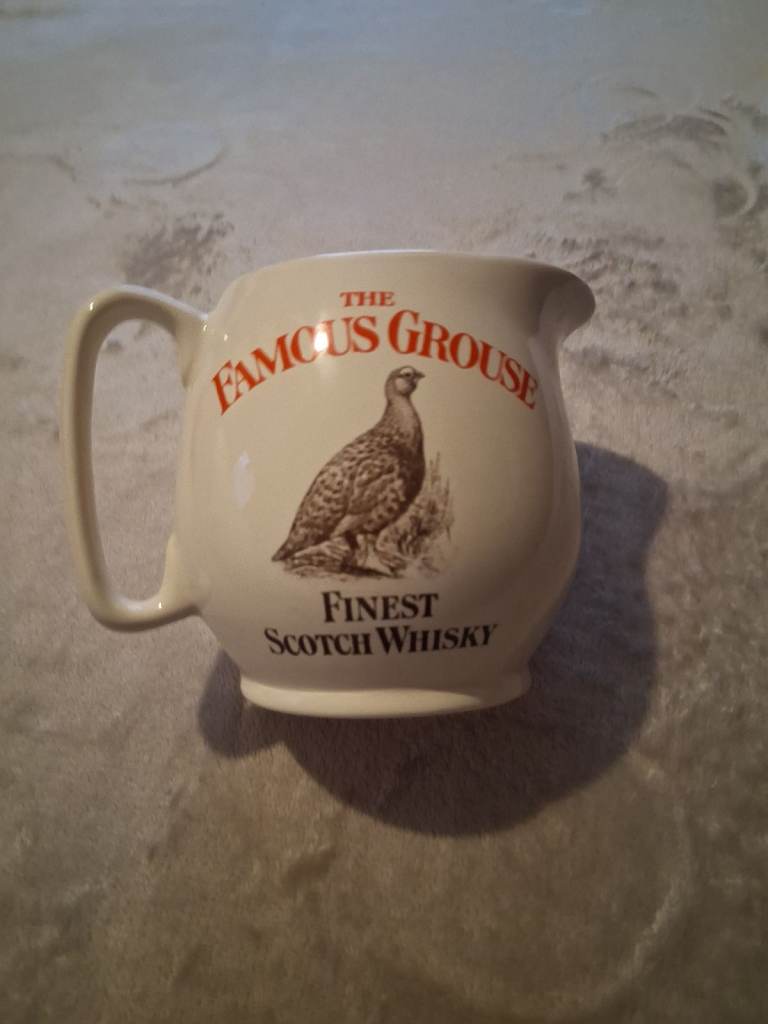 THE
FAMOUS GROUSE
FINEST
SCOTCH WHISKY